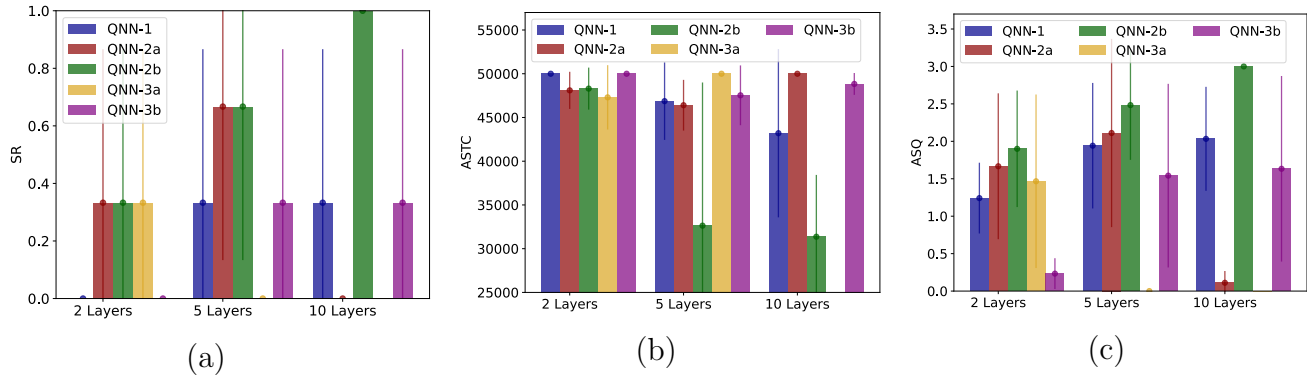 SR
1.0
0.8
0.6
0.4
0.2
0.0
QNN-1
QNN-2a
QNN-2b
QNN-3a
QNN-3b
2 Layers 5 Layers 10 Layers
(a)
ASTC
50000
45000
40000
35000
30000
25000
QNN-1 QNN-2b QNN-3b
QNN-2a QNN-3a
2 Layers 5 Layers 10 Layers
(b)
ASQ
3.0
2.5
2.0
1.5
1.0
0.5
0.0
QNN-1 QNN-2b QNN-3b
QNN-2a QNN-3a
2 Layers 5 Layers 10 Layers
(c)